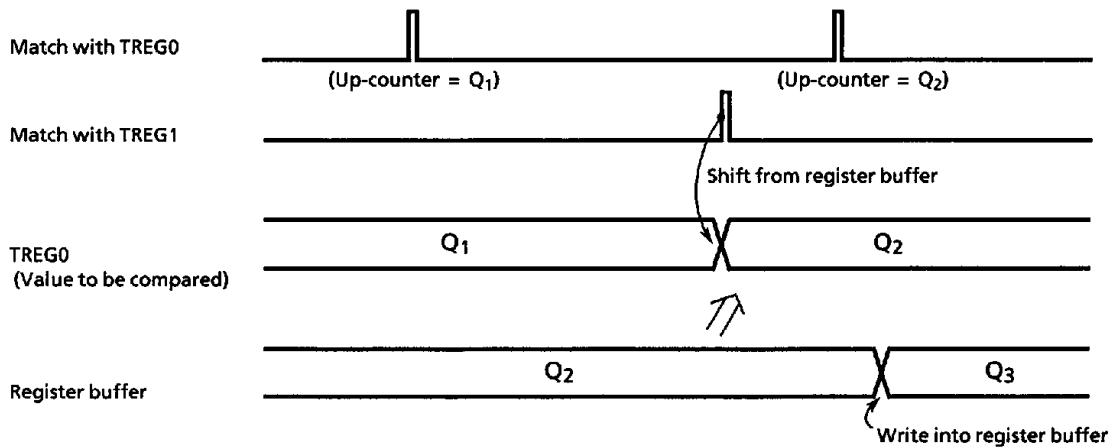 Match with TREG0
(Up-counter = Q1)
(Up-counter = Q2)
Match with TREG1
Shift from register buffer
Q1
Q2
TREG0
(Value to be compared)
Q2
Q3
Register buffer
Write into register buffer